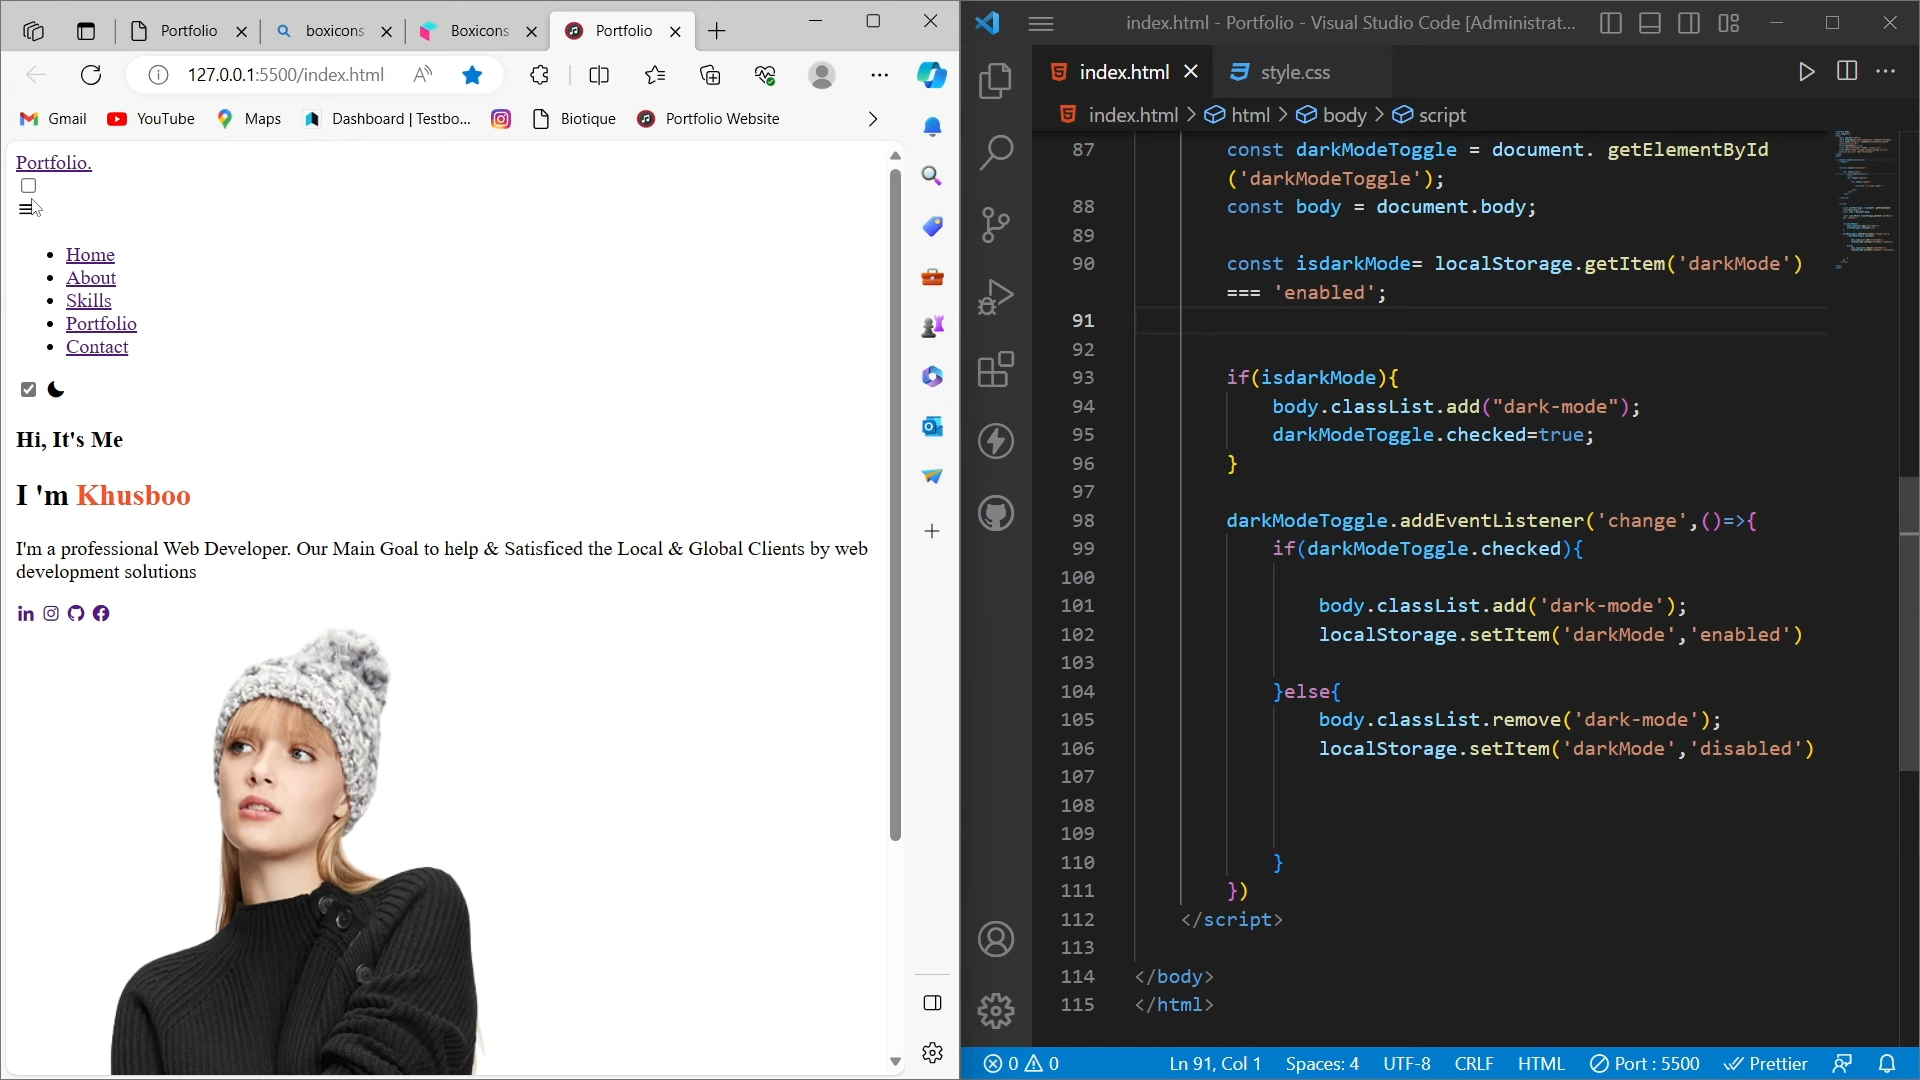 Portfolio
boxicons
Boxicons
Portfolio
127.0.0.1:5500/index.html
Gmail
YouTube
Maps
Dashboard | Testbo...
Biotique
Portfolio Website
Portfolio.
Home
About
Skills
Portfolio
Contact
Hi, It's Me
I 'm Khusboo
I'm a professional Web Developer. Our Main Goal to help & Satisficed the Local & Global Clients by web
development solutions
index.html - Portfolio - Visual Studio Code [Administrat...
index.html
style.css
index.html > html > body > script
87 const darkModeToggle = document. getElementById
('darkModeToggle');
88 const body = document.body;
89
90 const isdarkMode= localStorage.getItem('darkMode')
=== 'enabled';
91
92
93 if(isdarkMode){
94 body.classList.add("dark-mode");
95 darkModeToggle.checked=true;
96 }
97
98 darkModeToggle.addEventListener('change',()=>{
99 if(darkModeToggle.checked){
100
101 body.classList.add('dark-mode');
102 localStorage.setItem('darkMode','enabled')
103
104 }else{
105 body.classList.remove('dark-mode');
106 localStorage.setItem('darkMode','disabled')
107
108
109
110 }
111 })
112 </script>
113
114 </body>
115 </html>
0 0 Ln 91, Col 1 Spaces: 4 UTF-8 CRLF HTML Port : 5500 Prettier